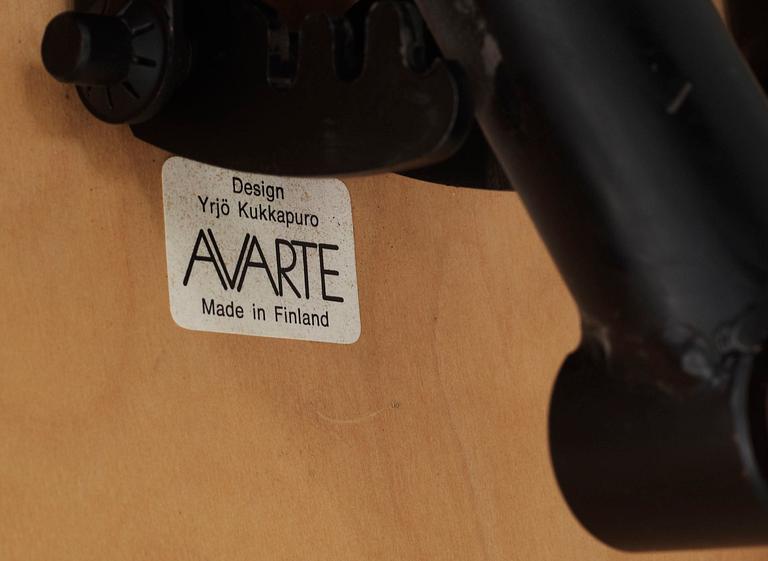 Design
Yrjö Kukkapuro
AVARTE
Made in Finland